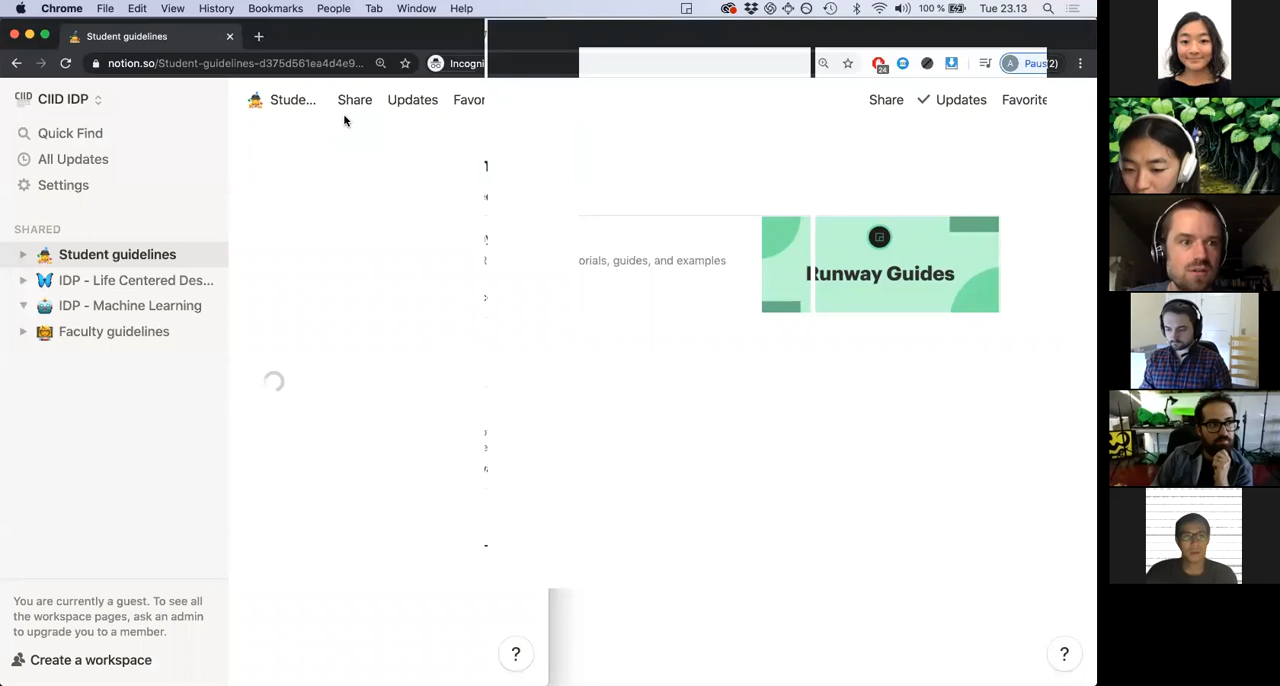 Chrome File Edit View History Bookmarks People Tab Window Help 100 % Tue 23.13
Student guidelines
notion.so/Student-guidelines-d375d561ea4d4e9... Incogni 24 A Paus 2)
CIID IDP
Stude... Share Updates Favor
Share Updates Favorite
Quick Find
All Updates
Settings
SHARED
Student guidelines
IDP - Life Centered Des...
IDP - Machine Learning
Faculty guidelines
orials, guides, and examples
Runway Guides
You are currently a guest. To see all
the workspace pages, ask an admin
to upgrade you to a member.
Create a workspace
?
?